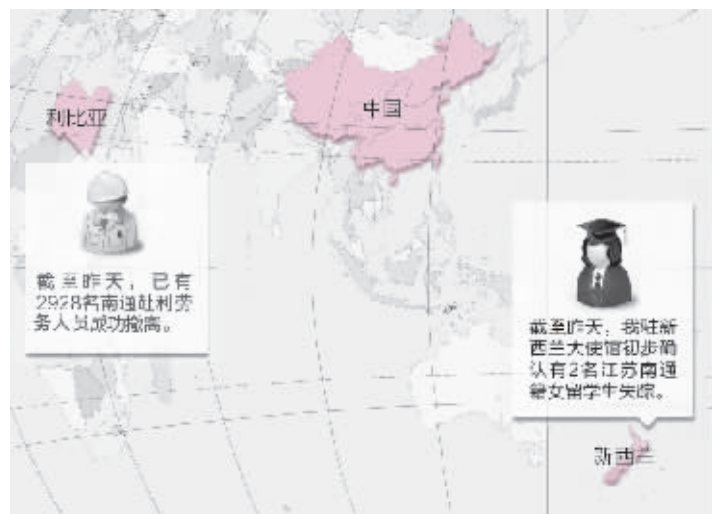 利比亚
中国
截至昨天，已有
2928名南通赴利劳
务人员成功撤离。
截至昨天，我驻新
西兰大使馆初步确
认有2名江苏南通
籍女留学生失踪。
新西兰